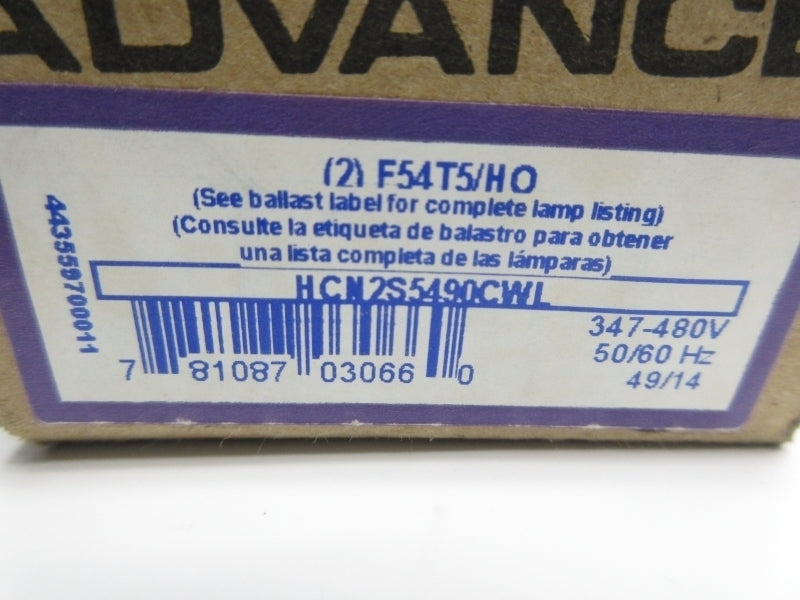 ADVANCE
(2) F54T5/HO
(See ballast label for complete lamp listing)
(Consulte la etiqueta de balastro para obtener
una lista completa de las lámparas)
HCN2S5490CWL
443559700011
347-480V
50/60 Hz
49/14
7 81087 03066 0